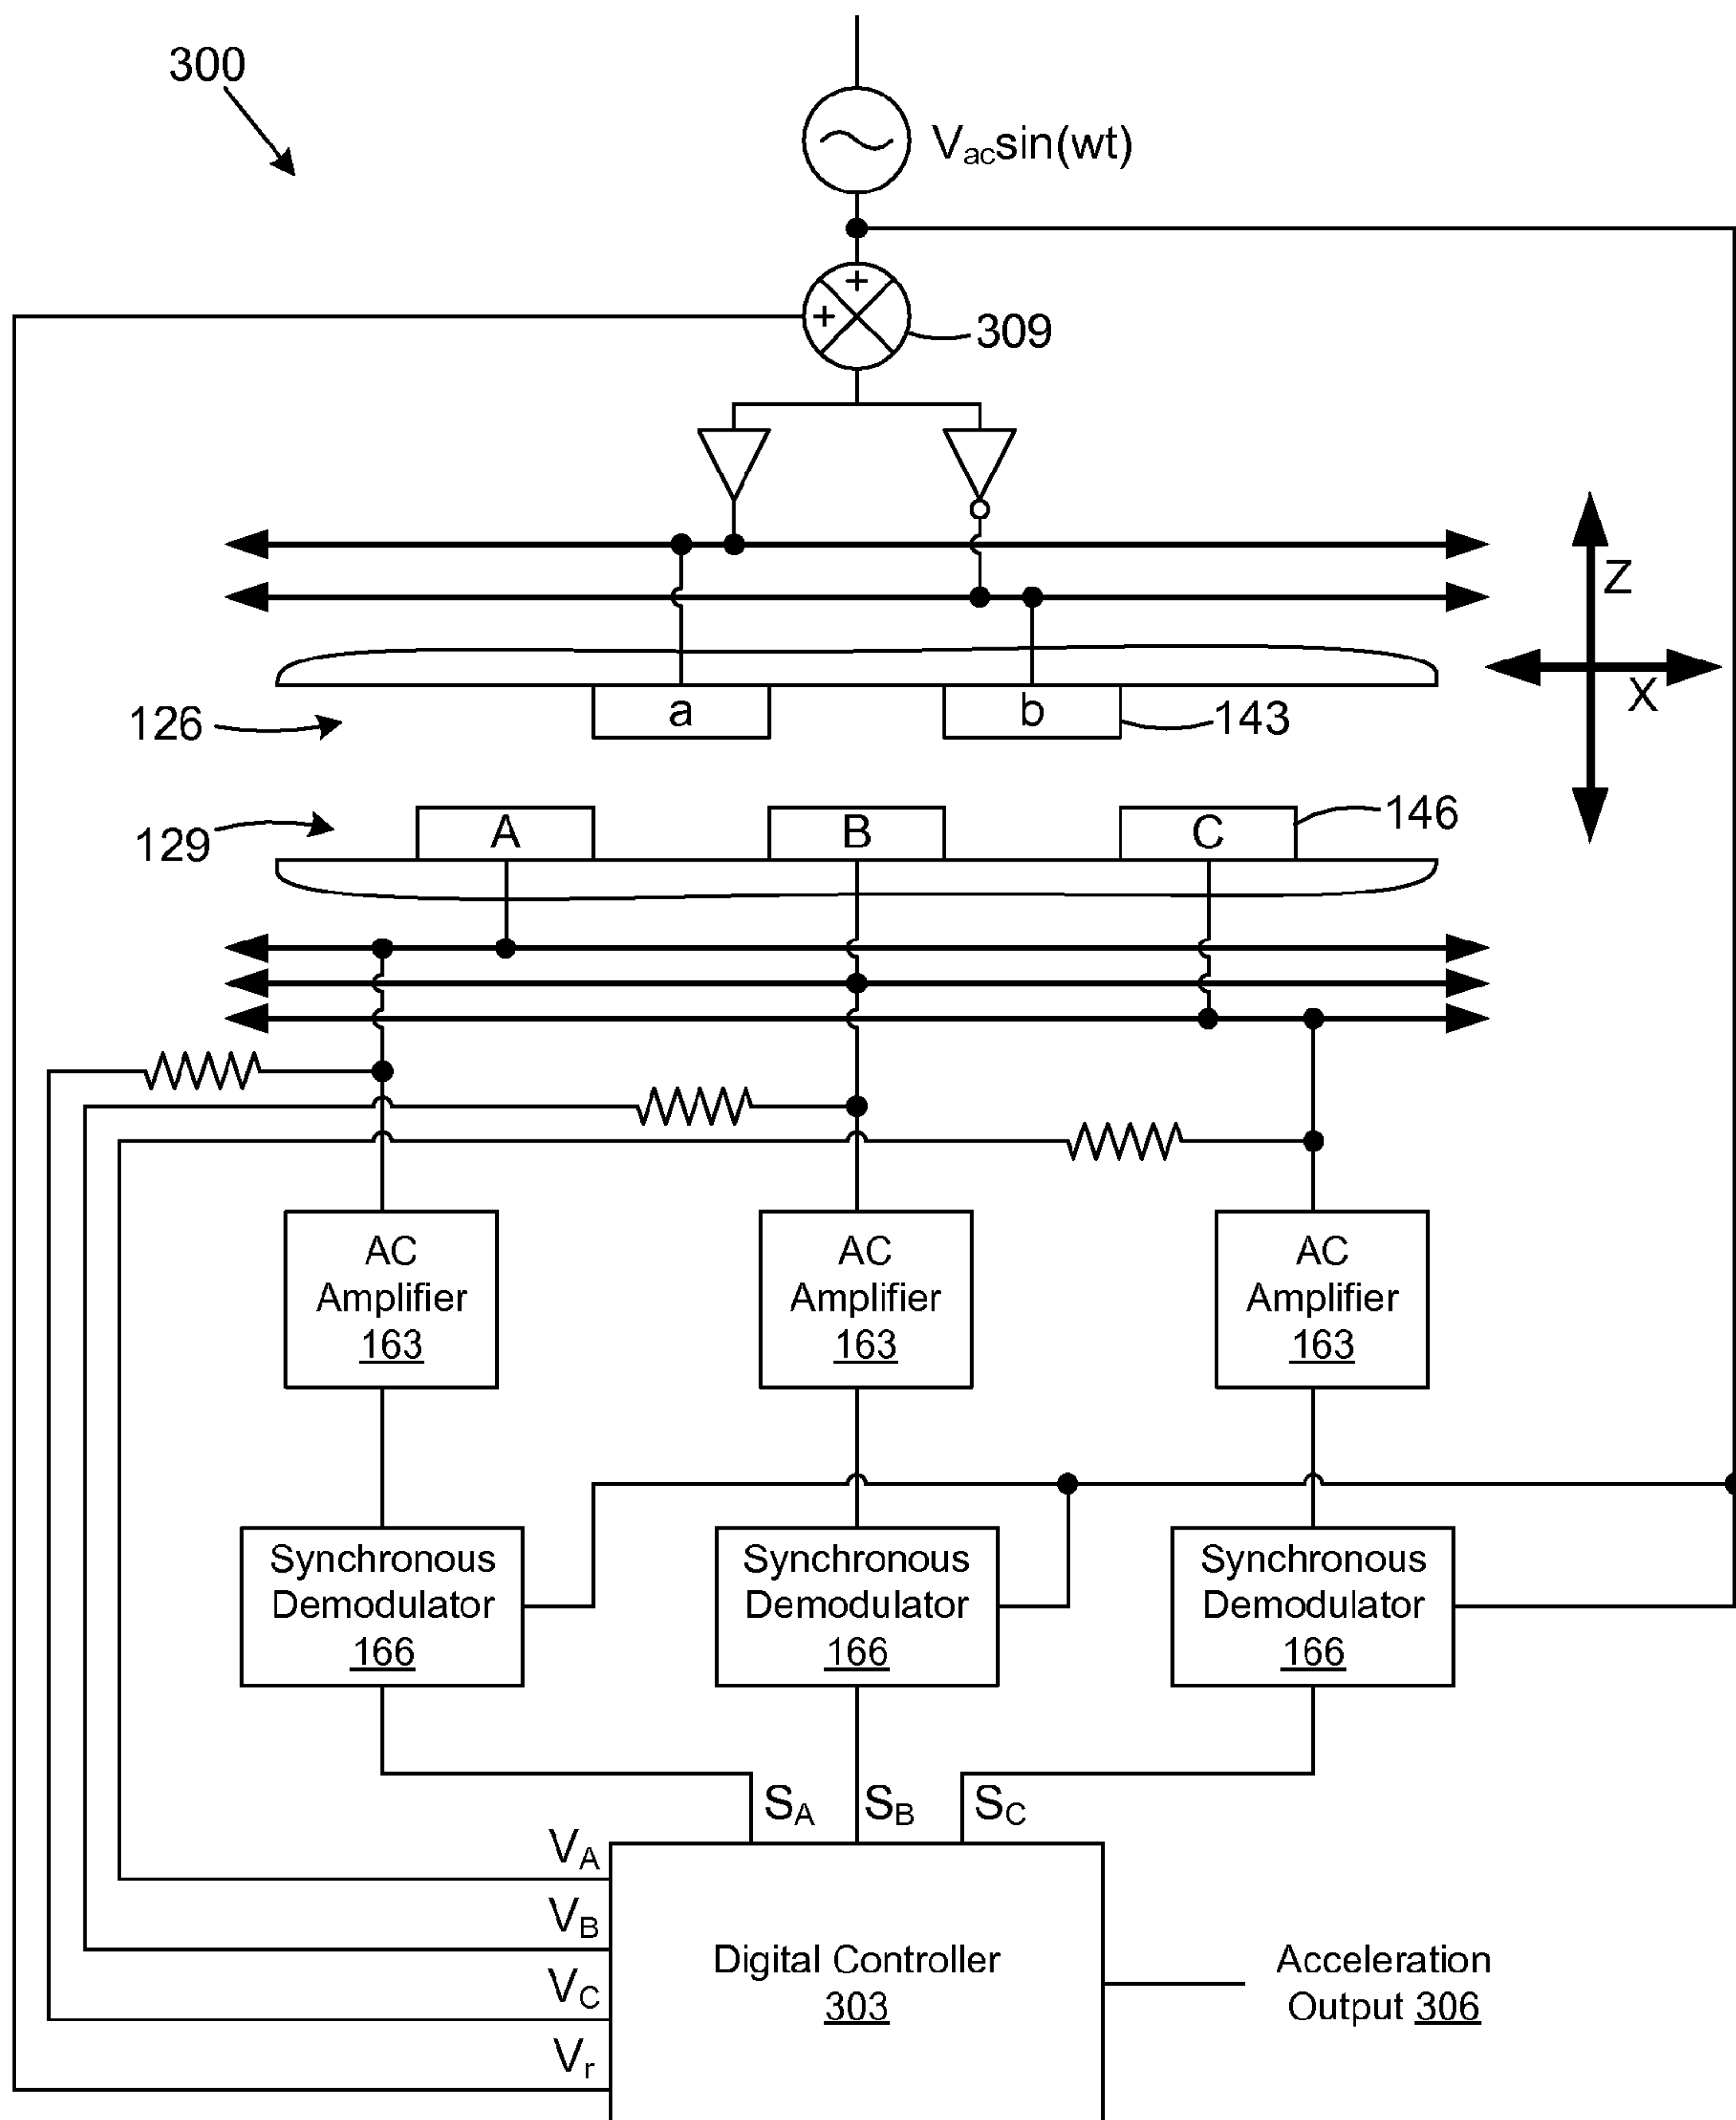 300
Vacsin(wt)
+
+
309
Z
X
126
a
b
143
129
A
B
C
146
AC
Amplifier
163
AC
Amplifier
163
AC
Amplifier
163
Synchronous
Demodulator
166
Synchronous
Demodulator
166
Synchronous
Demodulator
166
SA
SB
SC
VA
VB
VC
Vr
Digital Controller
303
Acceleration
Output 306